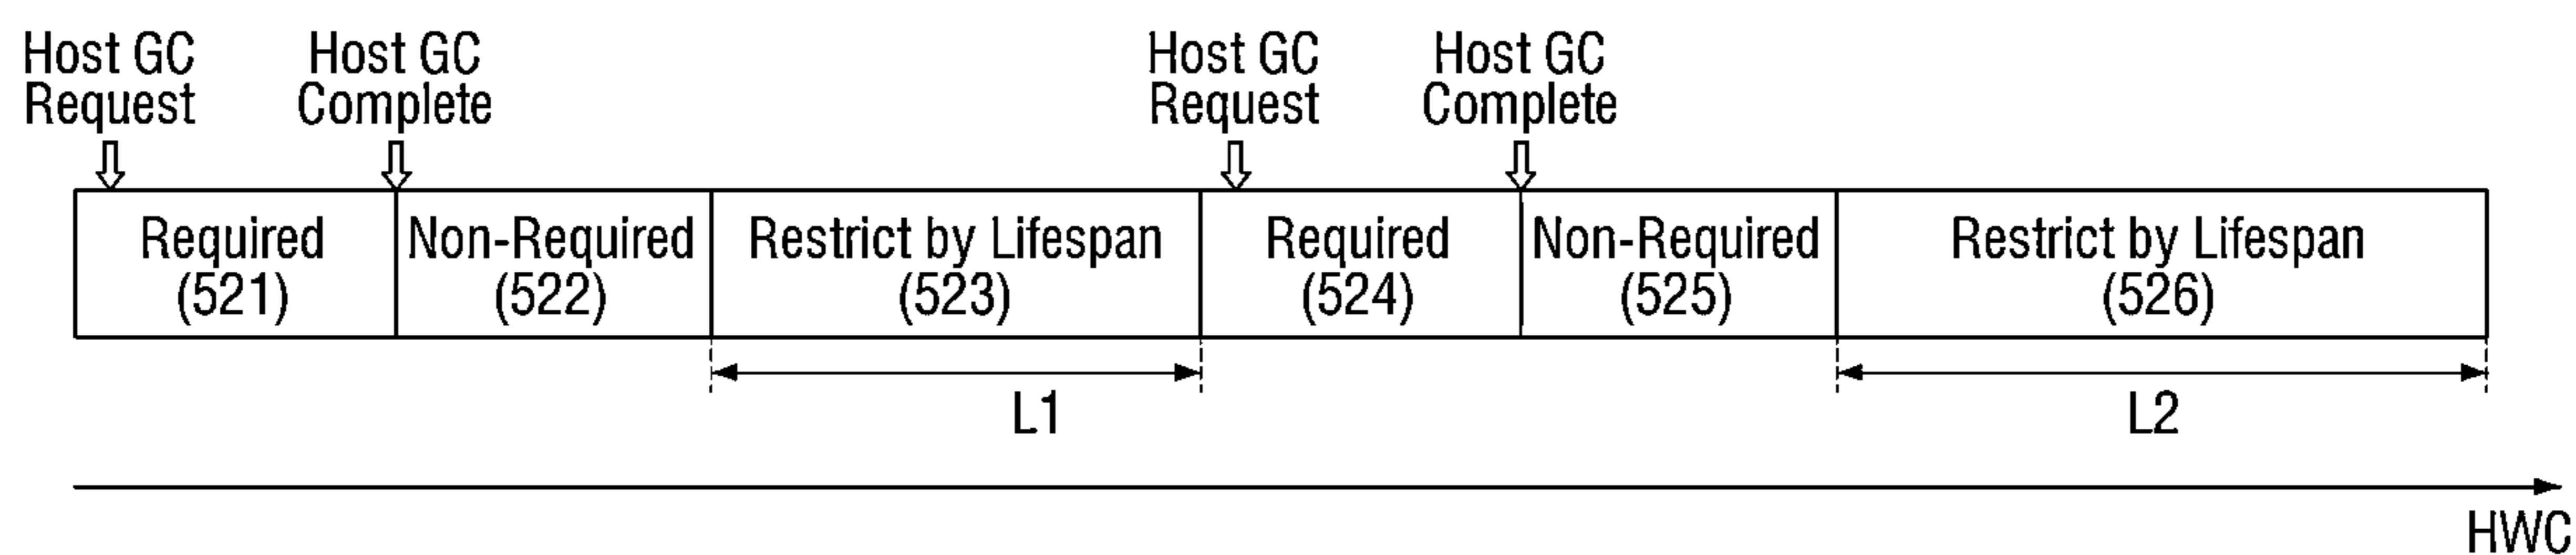 Host GC
Request
Host GC
Complete
Host GC
Request
Host GC
Complete
Required
(521)
Non-Required
(522)
Restrict by Lifespan
(523)
Required
(524)
Non-Required
(525)
Restrict by Lifespan
(526)
L1
L2
HWC